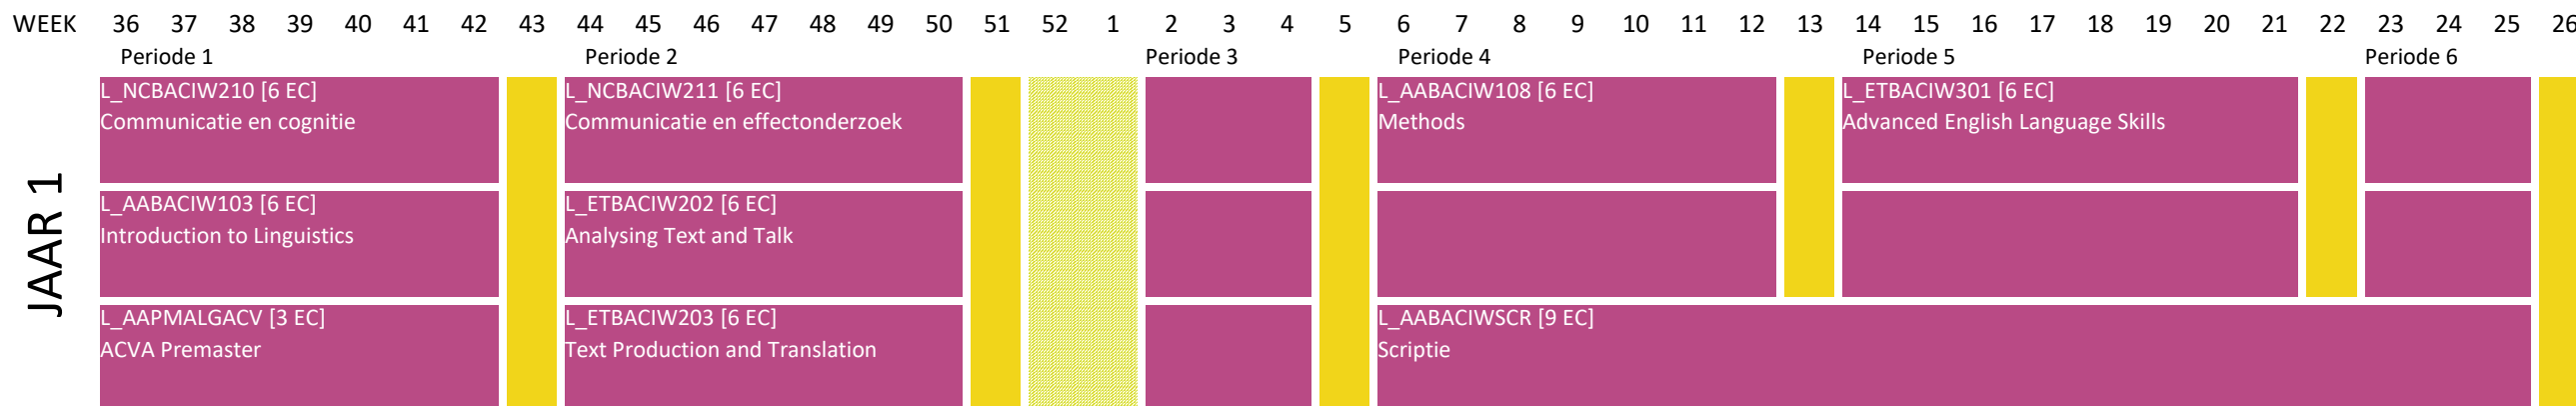 WEEK 36 37 38 39 40 41 42 43 44 45 46 47 48 49 50 51 52 1 2 3 4 5 6 7 8 9 10 11 12 13 14 15 16 17 18 19 20 21 22 23 24 25 26
Periode 1 Periode 2 Periode 3 Periode 4 Periode 5 Periode 6
JAAR 1
L_NCBACIW210 [6 EC]
Communicatie en cognitie
L_NCBACIW211 [6 EC]
Communicatie en effectonderzoek
L_AABACIW108 [6 EC]
Methods
L_ETBACIW301 [6 EC]
Advanced English Language Skills
L_AABACIW103 [6 EC]
Introduction to Linguistics
L_ETBACIW202 [6 EC]
Analysing Text and Talk
L_AAPMALGACV [3 EC]
ACVA Premaster
L_ETBACIW203 [6 EC]
Text Production and Translation
L_AABACIWSCR [9 EC]
Scriptie